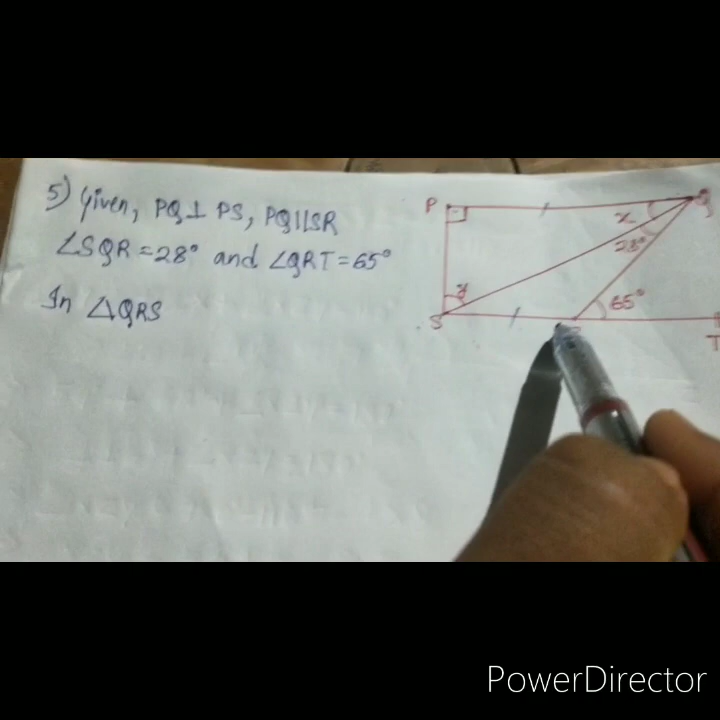 5) Given, PQ⊥ PS, PQ||SR
∠SQR = 28° and ∠QRT = 65°
In △QRS
P
Q
x
28°
y
65°
S
T
PowerDirector